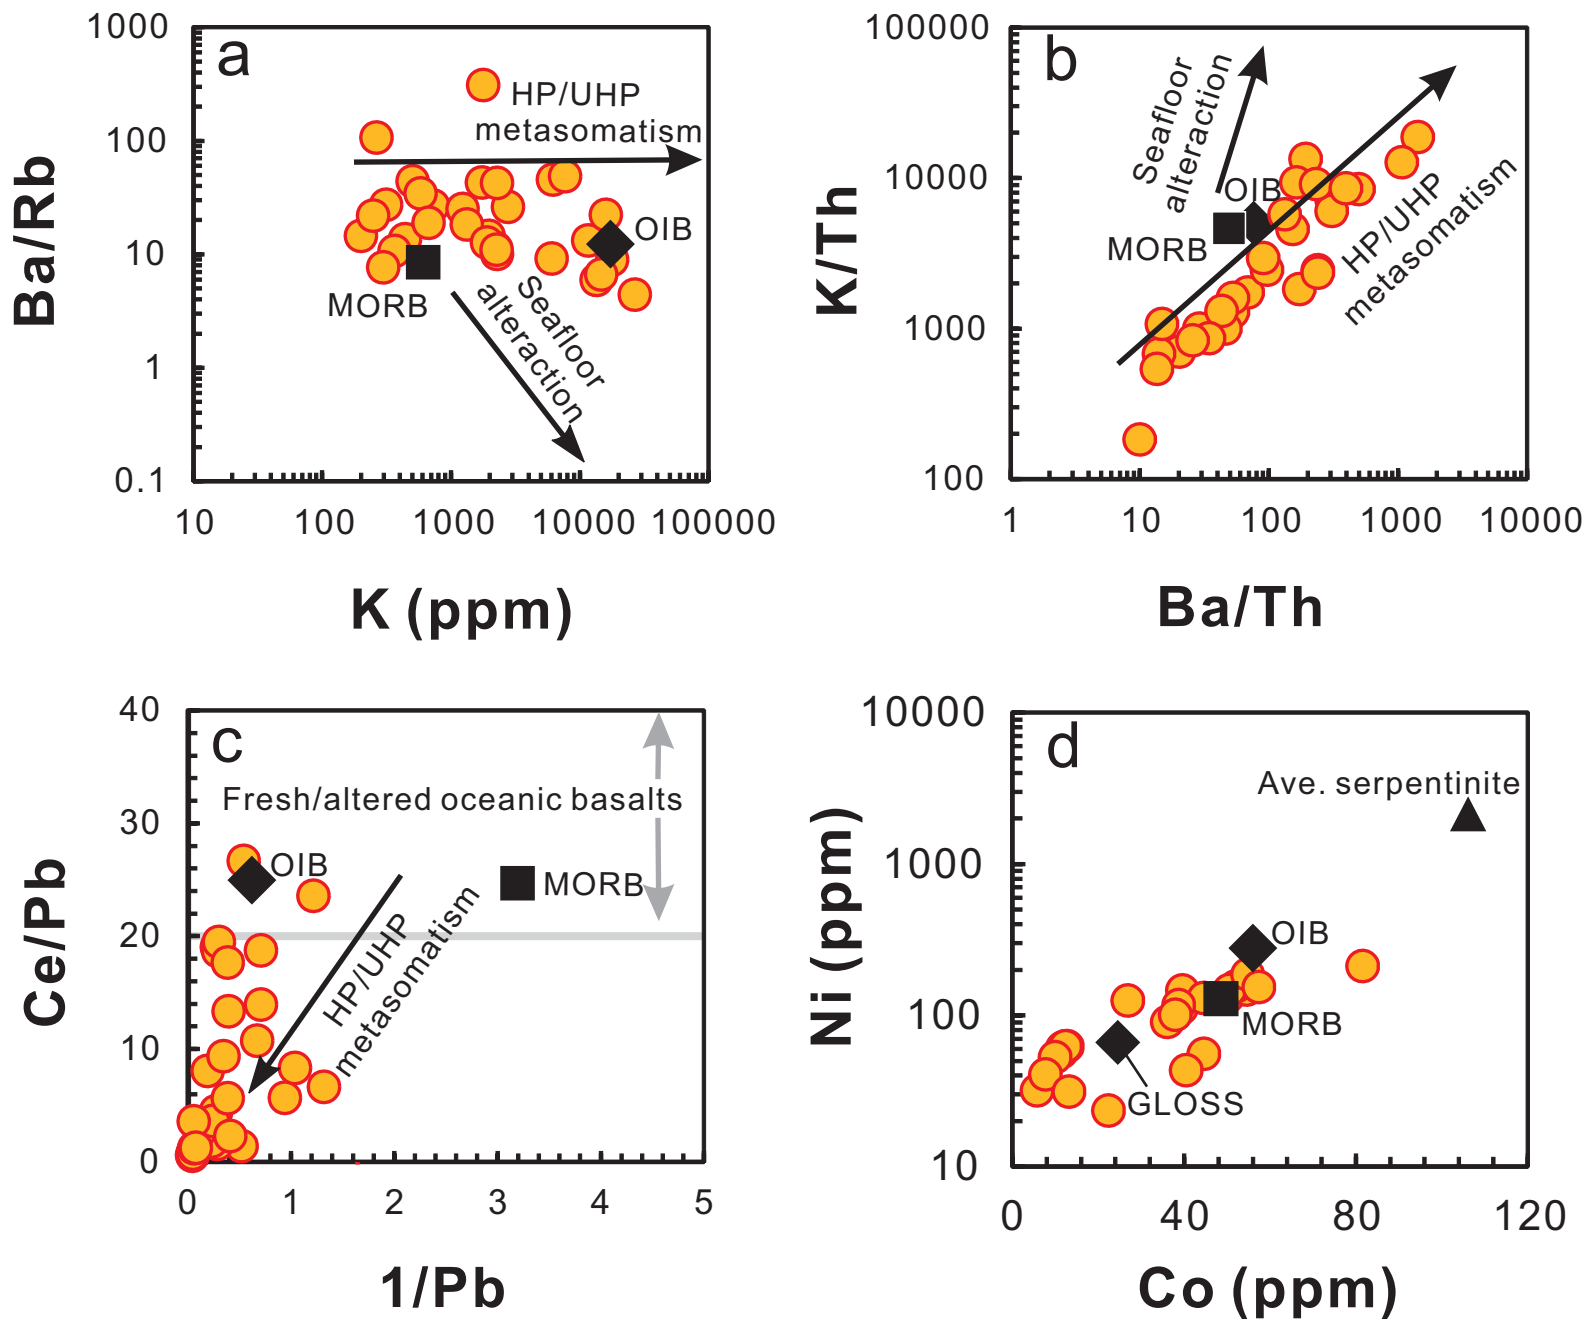 a
1000
100
10
1
0.1
10
100
1000
10000
100000
Ba/Rb
K (ppm)
HP/UHP
metasomatism
OIB
MORB
Seafloor
alteraction
b
100000
10000
1000
100
1
10
100
1000
10000
K/Th
Ba/Th
Seafloor
alteraction
OIB
MORB
HP/UHP
metasomatism
c
40
30
20
10
0
0
1
2
3
4
5
Ce/Pb
1/Pb
Fresh/altered oceanic basalts
OIB
MORB
HP/UHP
metasomatism
d
10000
1000
100
10
0
40
80
120
Ni (ppm)
Co (ppm)
Ave. serpentinite
OIB
MORB
GLOSS